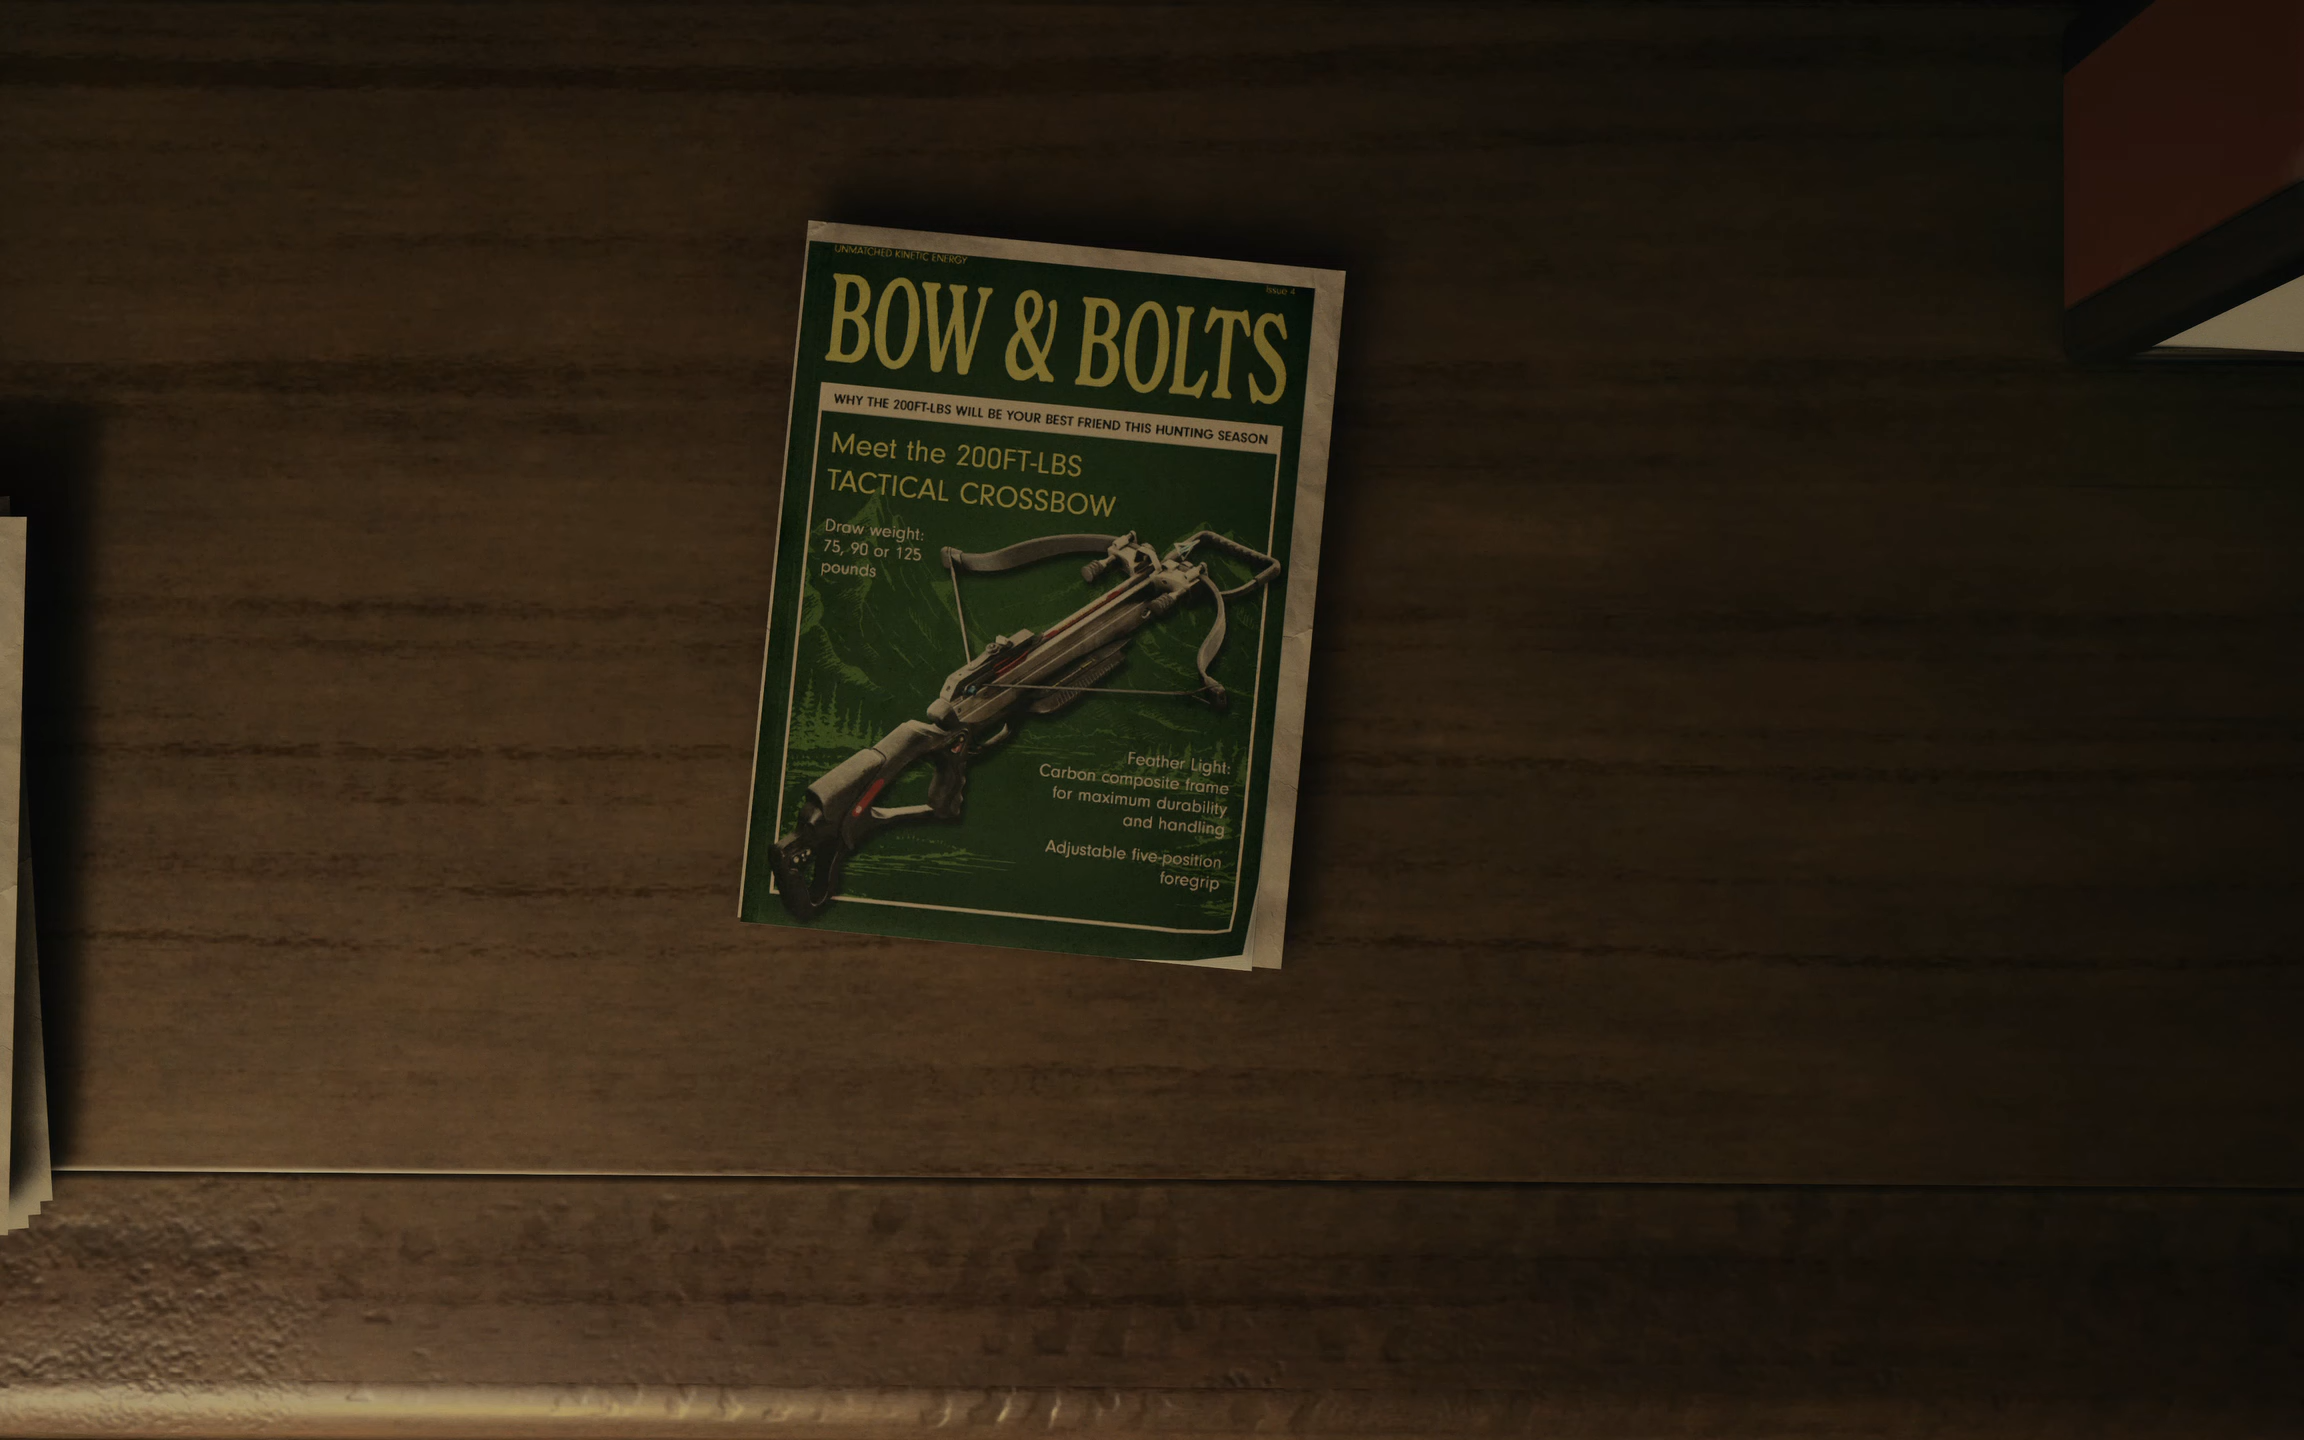 UNMATCHED KINETIC ENERGY
Issue 4
BOW & BOLTS
WHY THE 200FT-LBS WILL BE YOUR BEST FRIEND THIS HUNTING SEASON
Meet the 200FT-LBS
TACTICAL CROSSBOW
Draw weight:
75, 90 or 125
pounds
Feather Light:
Carbon composite frame
for maximum durability
and handling
Adjustable five-position
foregrip